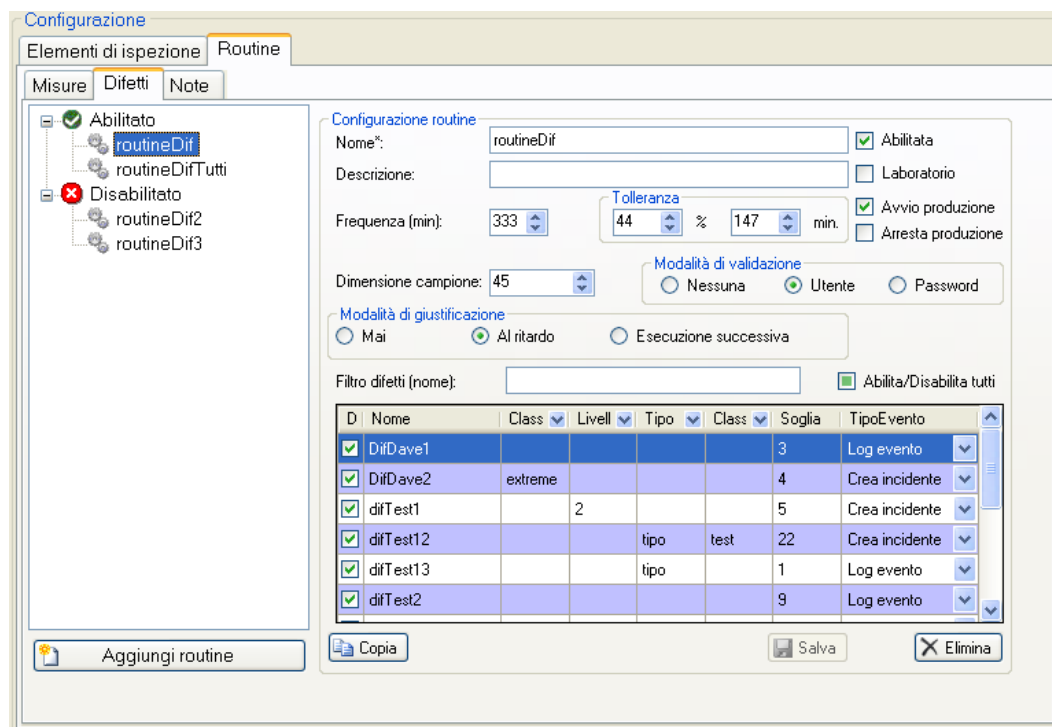 Configurazione
Elementi di ispezione Routine
Misure Difetti Note
Abilitato
routineDif
routineDifTutti
Disabilitato
routineDif2
routineDif3
Aggiungi routine
Configurazione routine
Nome*: routineDif Abilitata
Descrizione: Laboratorio
Tolleranza
Frequenza (min): 333 44 % 147 min. Avvio produzione
Arresta produzione
Modalità di validazione
Dimensione campione: 45 Nessuna Utente Password
Modalità di giustificazione
Mai Al ritardo Esecuzione successiva
Filtro difetti (nome): Abilita/Disabilita tutti
D Nome Class Livell Tipo Class Soglia TipoEvento
DifDave1 3 Log evento
DifDave2 extreme 4 Crea incidente
difTest1 2 5 Crea incidente
difTest12 tipo test 22 Crea incidente
difTest13 tipo 1 Log evento
difTest2 9 Log evento
Copia Salva Elimina